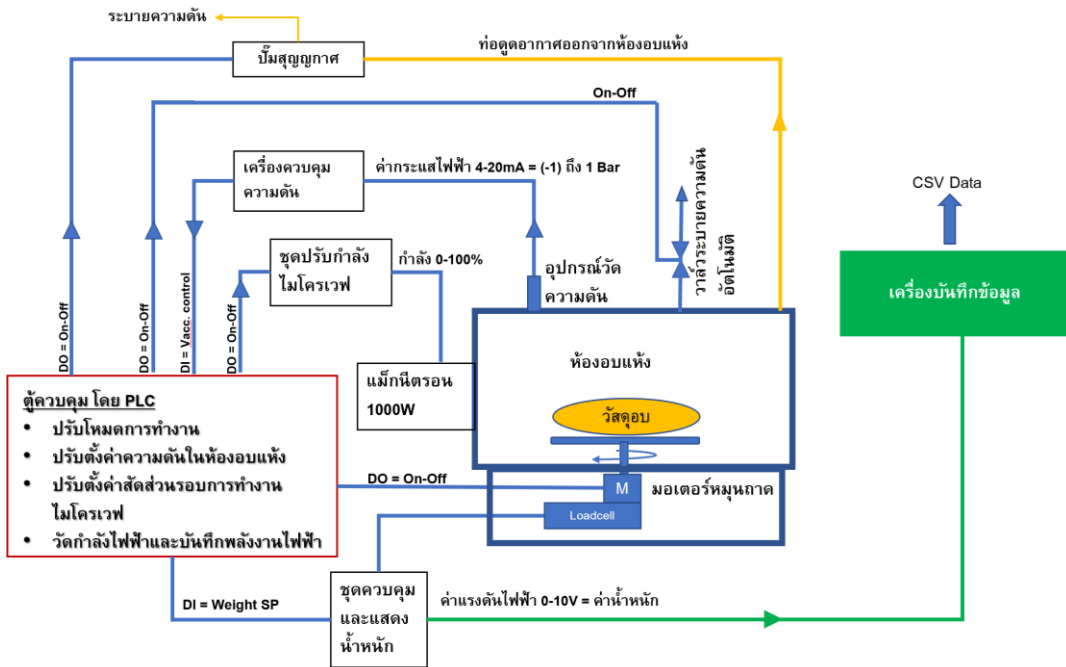 ระบายความดัน
ปั๊มสุญญกาศ
ท่อดูดอากาศออกจากห้องอบแห้ง
On-Off
เครื่องควบคุม
ความดัน
ค่ากระแสไฟฟ้า 4-20mA = (-1) ถึง 1 Bar
วาล์วระบายความดัน
อัตโนมัติ
CSV Data
ชุดปรับกำลัง
ไมโครเวฟ
กำลัง 0-100%
อุปกรณ์วัด
ความดัน
เครื่องบันทึกข้อมูล
DO = On-Off
DO = On-Off
DI = Vacc. control
DO = On-Off
แม็กนีตรอน
1000W
ห้องอบแห้ง
วัสดุอบ
ตู้ควบคุม โดย PLC
• ปรับโหมดการทำงาน
• ปรับตั้งค่าความดันในห้องอบแห้ง
• ปรับตั้งค่าสัดส่วนรอบการทำงาน
ไมโครเวฟ
• วัดกำลังไฟฟ้าและบันทึกพลังงานไฟฟ้า
DO = On-Off
M
มอเตอร์หมุนถาด
Loadcell
DI = Weight SP
ชุดควบคุม
และแสดง
น้ำหนัก
ค่าแรงดันไฟฟ้า 0-10V = ค่าน้ำหนัก